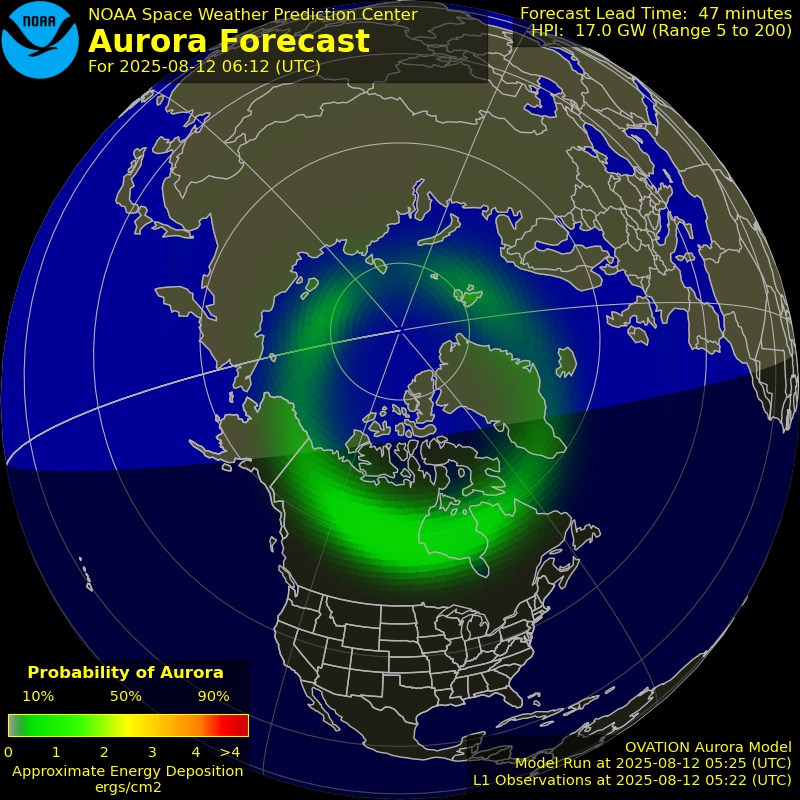 NOAA
NOAA Space Weather Prediction Center
Aurora Forecast
For 2025-08-12 06:12 (UTC)
Forecast Lead Time: 47 minutes
HPI: 17.0 GW (Range 5 to 200)
Probability of Aurora
10% 50% 90%
0 1 2 3 4 >4
Approximate Energy Deposition
ergs/cm2
OVATION Aurora Model
Model Run at 2025-08-12 05:25 (UTC)
L1 Observations at 2025-08-12 05:22 (UTC)